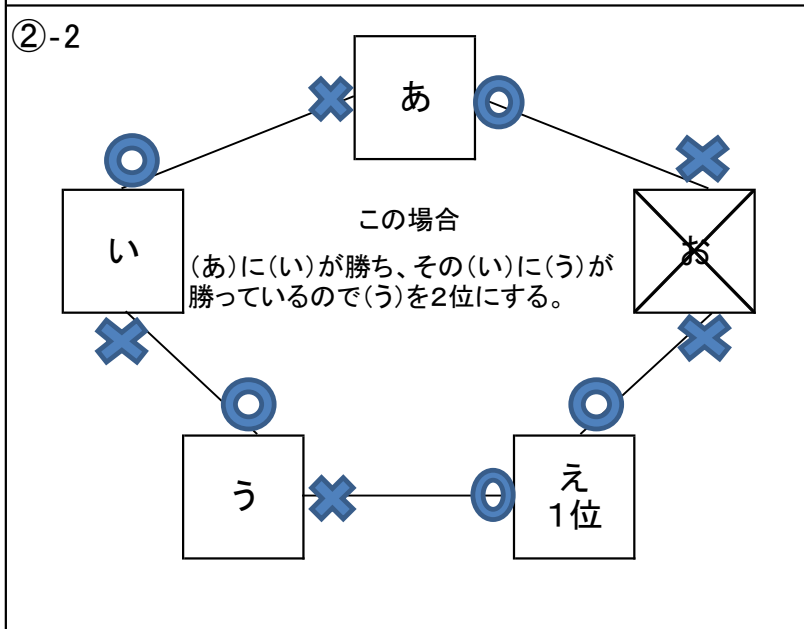 ②-2
あ
い
お
この場合
(あ)に(い)が勝ち、その(い)に(う)が
勝っているので(う)を2位にする。
う
え
1位